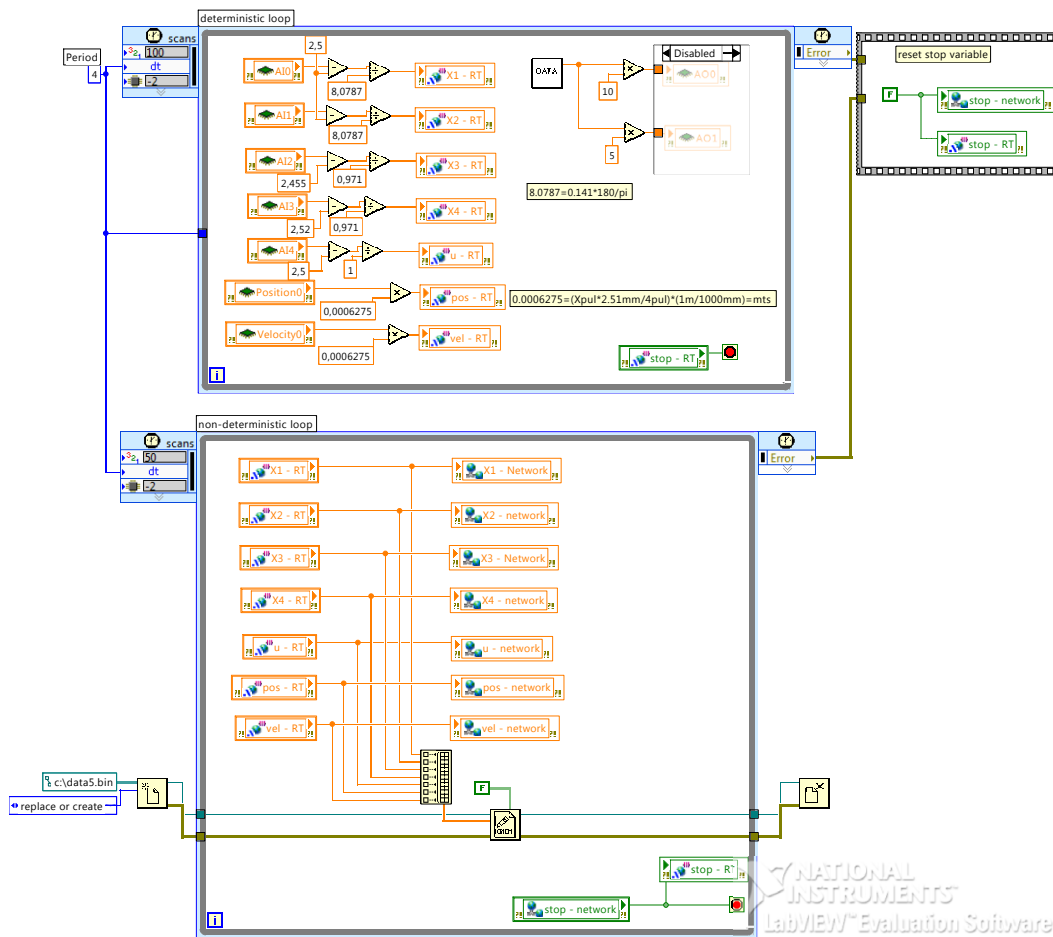 deterministic loop
scans
100
dt
-2
Period
4
2,5
AI0
8,0787
X1 - RT
AI1
8,0787
X2 - RT
AI2
2,455
0,971
X3 - RT
AI3
2,52
0,971
X4 - RT
AI4
2,5
1
u - RT
Position0
0,0006275
pos - RT
0.0006275=(Xpul*2.51mm/4pul)*(1m/1000mm)=mts
Velocity0
0,0006275
vel - RT
DATA
10
5
Disabled
AO0
AO1
8.0787=0.141*180/pi
stop - RT
i
Error
reset stop variable
F
stop - network
stop - RT
non-deterministic loop
scans
50
dt
-2
Error
X1 - RT
X1 - Network
X2 - RT
X2 - network
X3 - RT
X3 - Network
X4 - RT
X4 - network
u - RT
u - network
pos - RT
pos - network
vel - RT
vel - network
c:\data5.bin
replace or create
F
stop - RT
stop - network
i
NATIONAL
INSTRUMENTS™
LabVIEW™ Evaluation Software